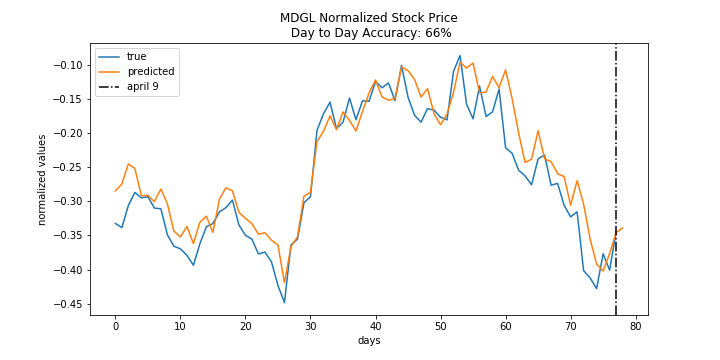 MDGL Normalized Stock Price
Day to Day Accuracy: 66%
true
predicted
april 9
normalized values
−0.10
−0.15
−0.20
−0.25
−0.30
−0.35
−0.40
−0.45
0
10
20
30
40
50
60
70
80
days